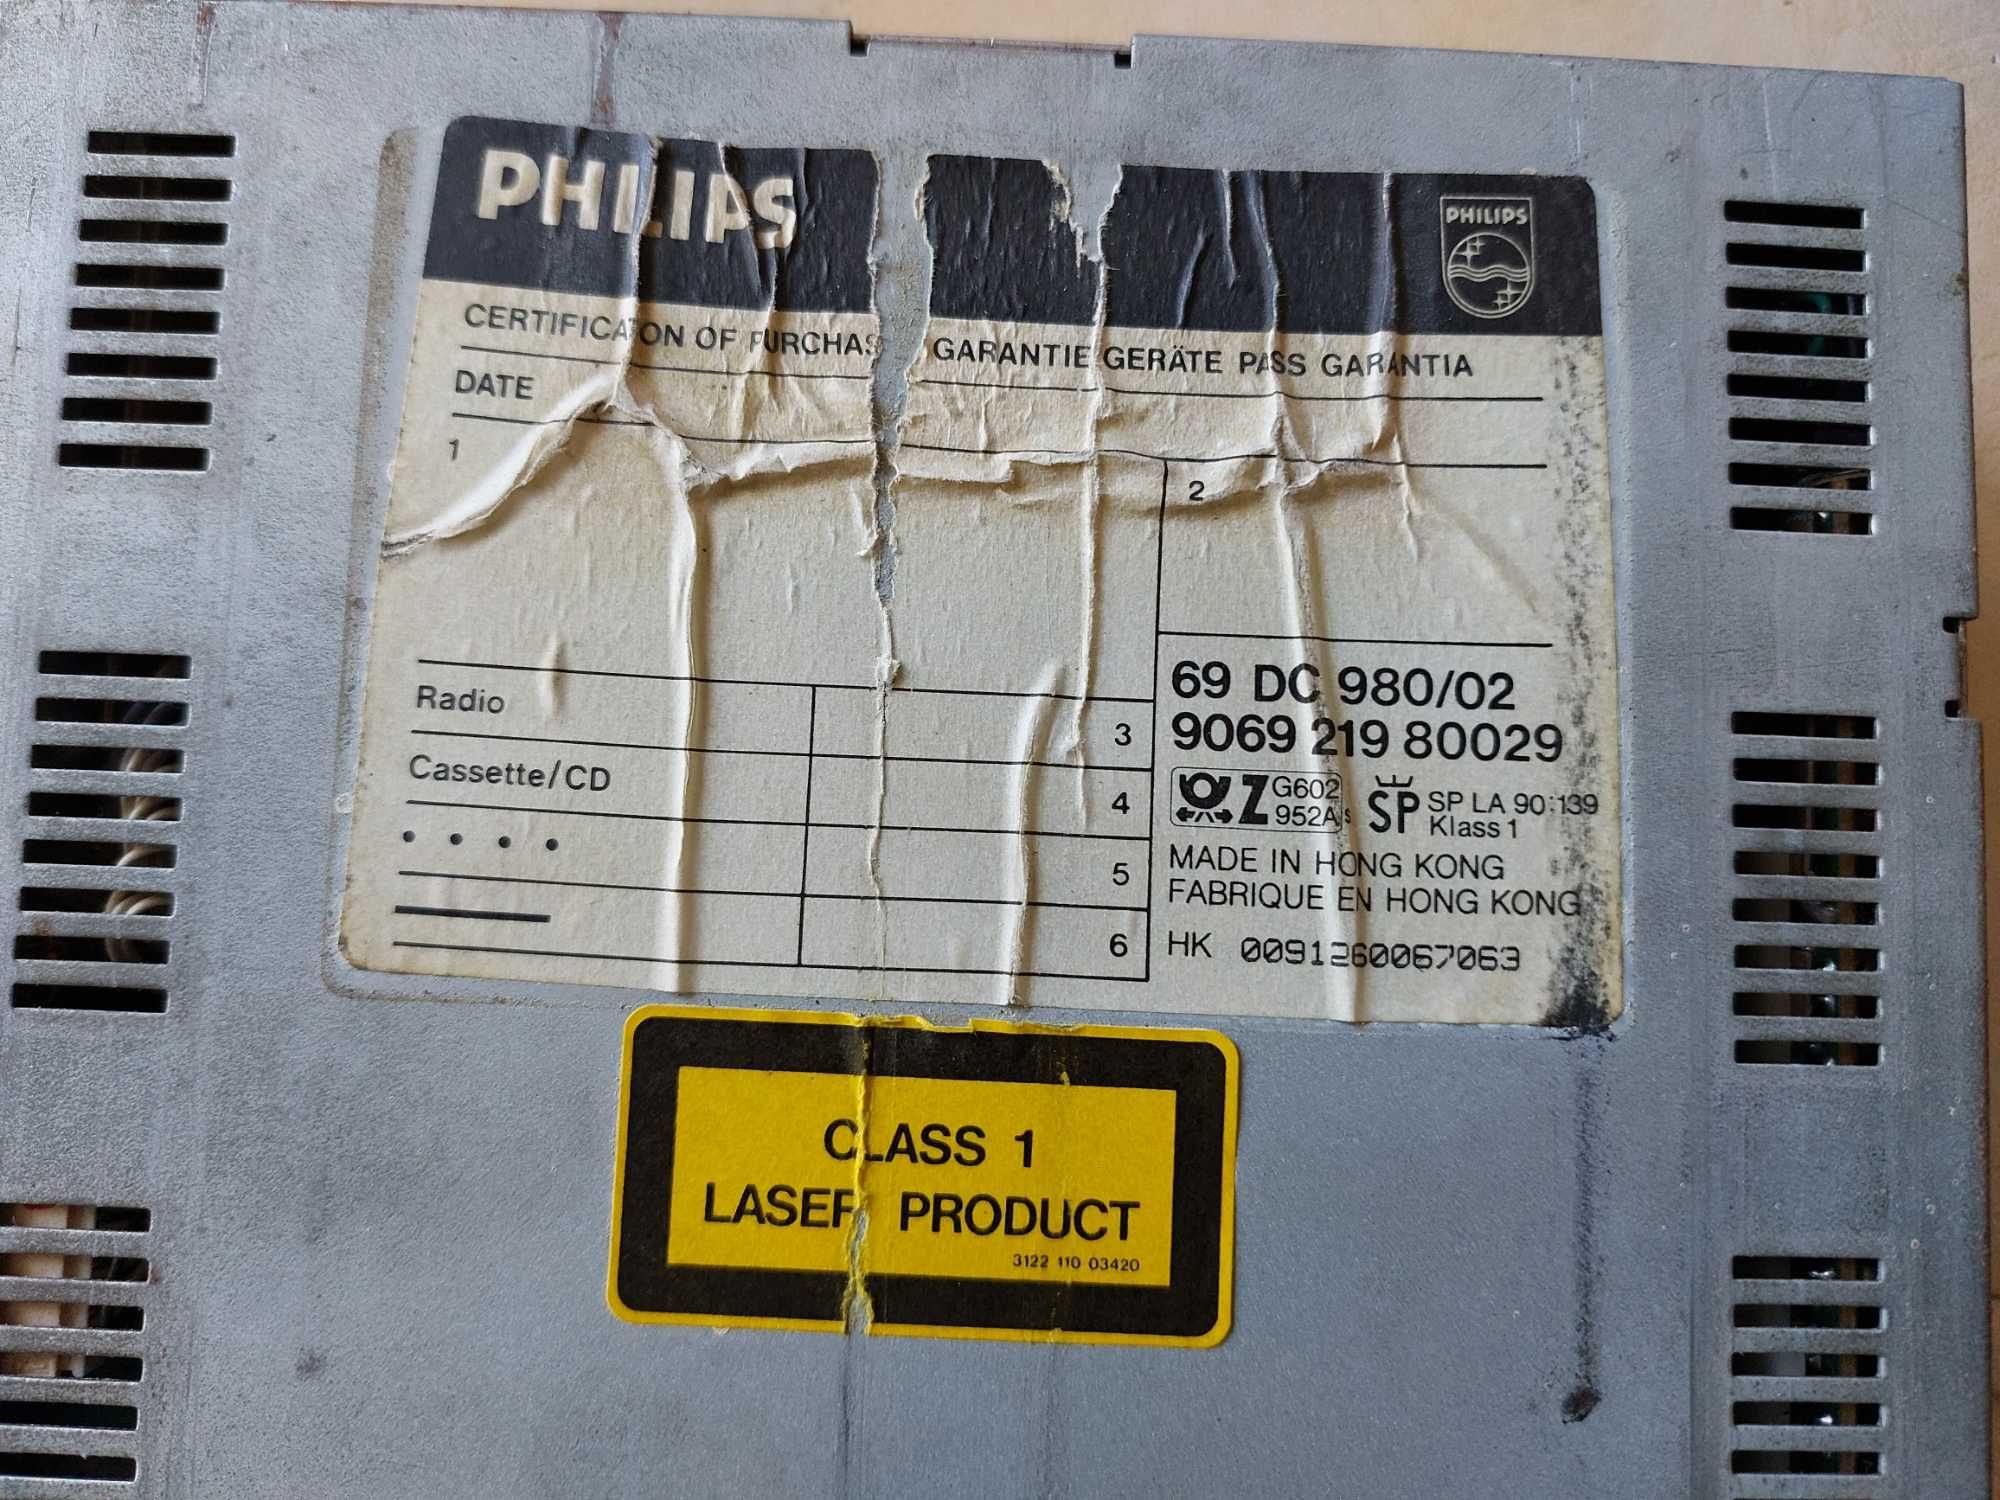 PHILIPS
PHILIPS
CERTIFICATION OF PURCHAS GARANTIE GERÄTE PASS GARANTIA
DATE
1
2
Radio
3
Cassette/CD
4
5
6
69 DC 980/02
9069 219 80029
Z G602
952A s
SP SP LA 90:139
Klass 1
MADE IN HONG KONG
FABRIQUE EN HONG KONG
HK 0091260067063
CLASS 1
LASER PRODUCT
3122 110 03420